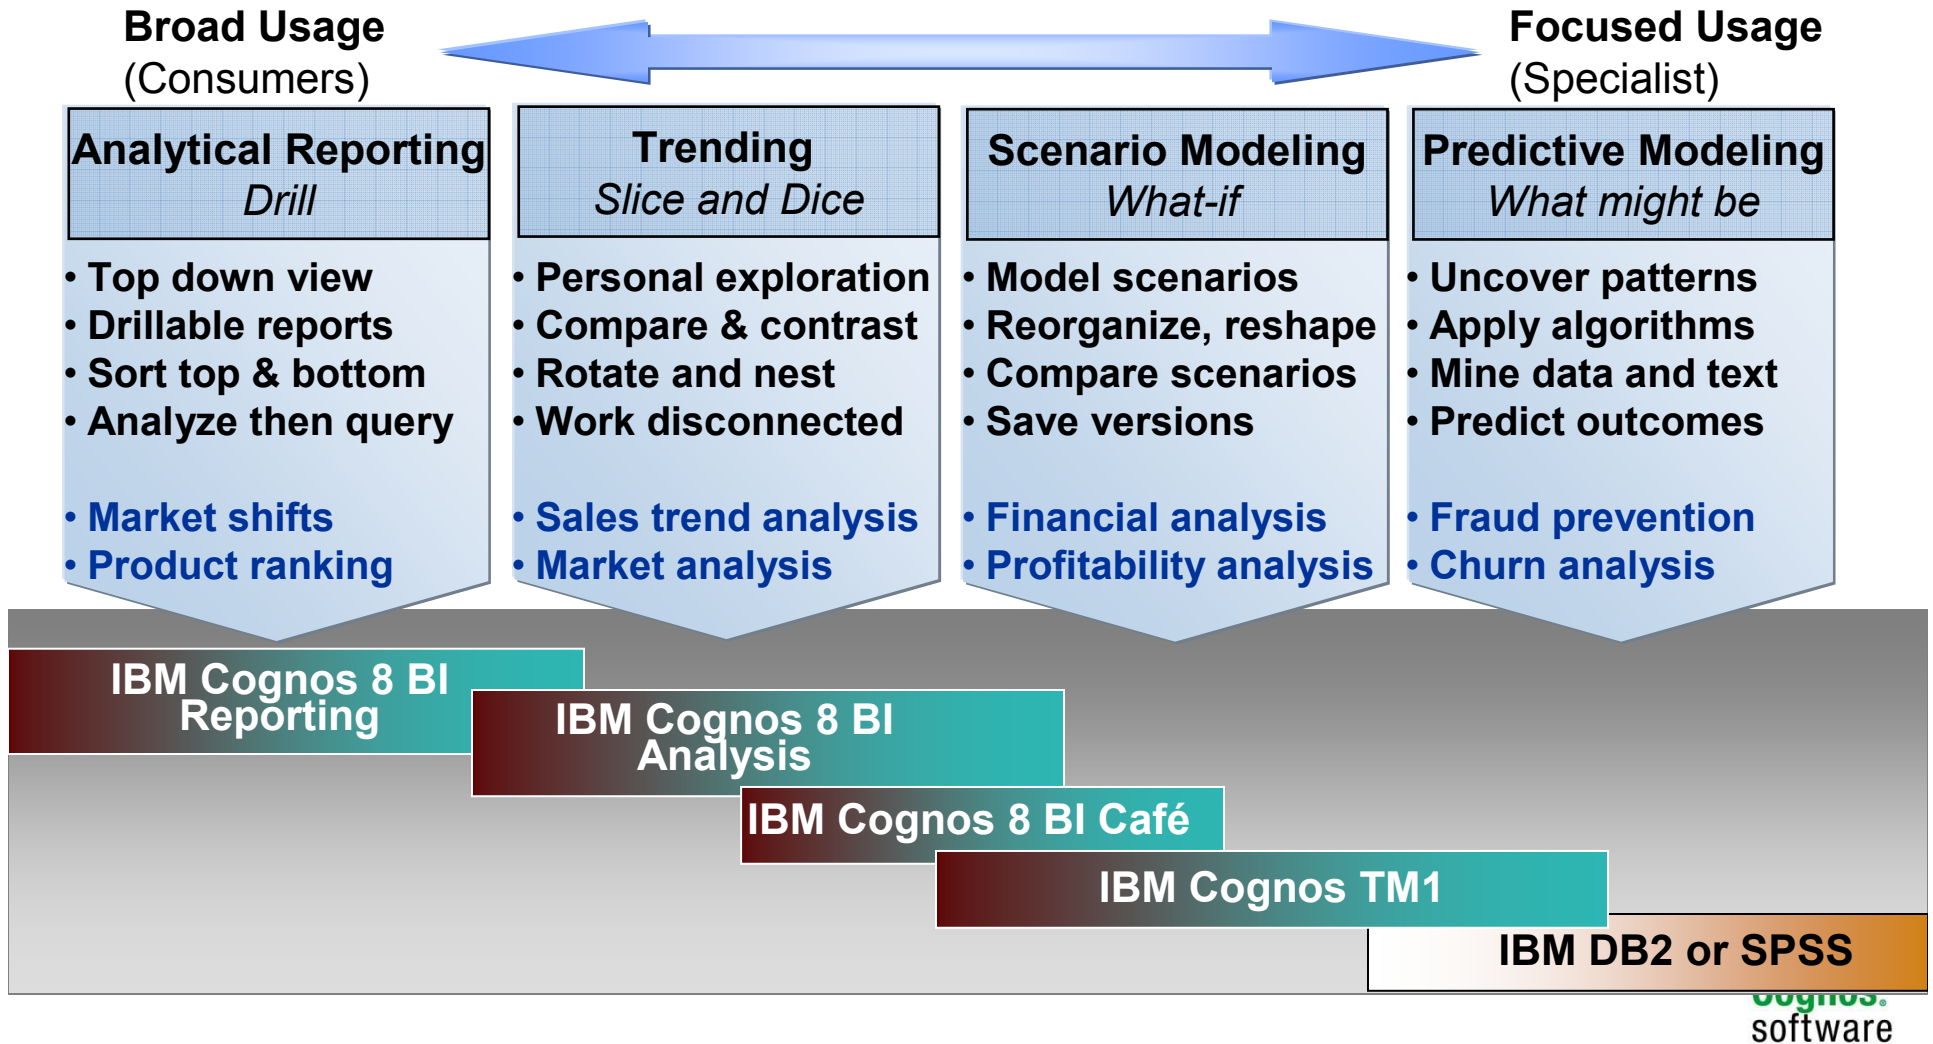 Broad Usage
(Consumers)
Focused Usage
(Specialist)
Analytical Reporting
Drill
• Top down view
• Drillable reports
• Sort top & bottom
• Analyze then query
• Market shifts
• Product ranking
Trending
Slice and Dice
• Personal exploration
• Compare & contrast
• Rotate and nest
• Work disconnected
• Sales trend analysis
• Market analysis
Scenario Modeling
What-if
• Model scenarios
• Reorganize, reshape
• Compare scenarios
• Save versions
• Financial analysis
• Profitability analysis
Predictive Modeling
What might be
• Uncover patterns
• Apply algorithms
• Mine data and text
• Predict outcomes
• Fraud prevention
• Churn analysis
IBM Cognos 8 BI
Reporting
IBM Cognos 8 BI
Analysis
IBM Cognos 8 BI Café
IBM Cognos TM1
IBM DB2 or SPSS
Cognos®
software